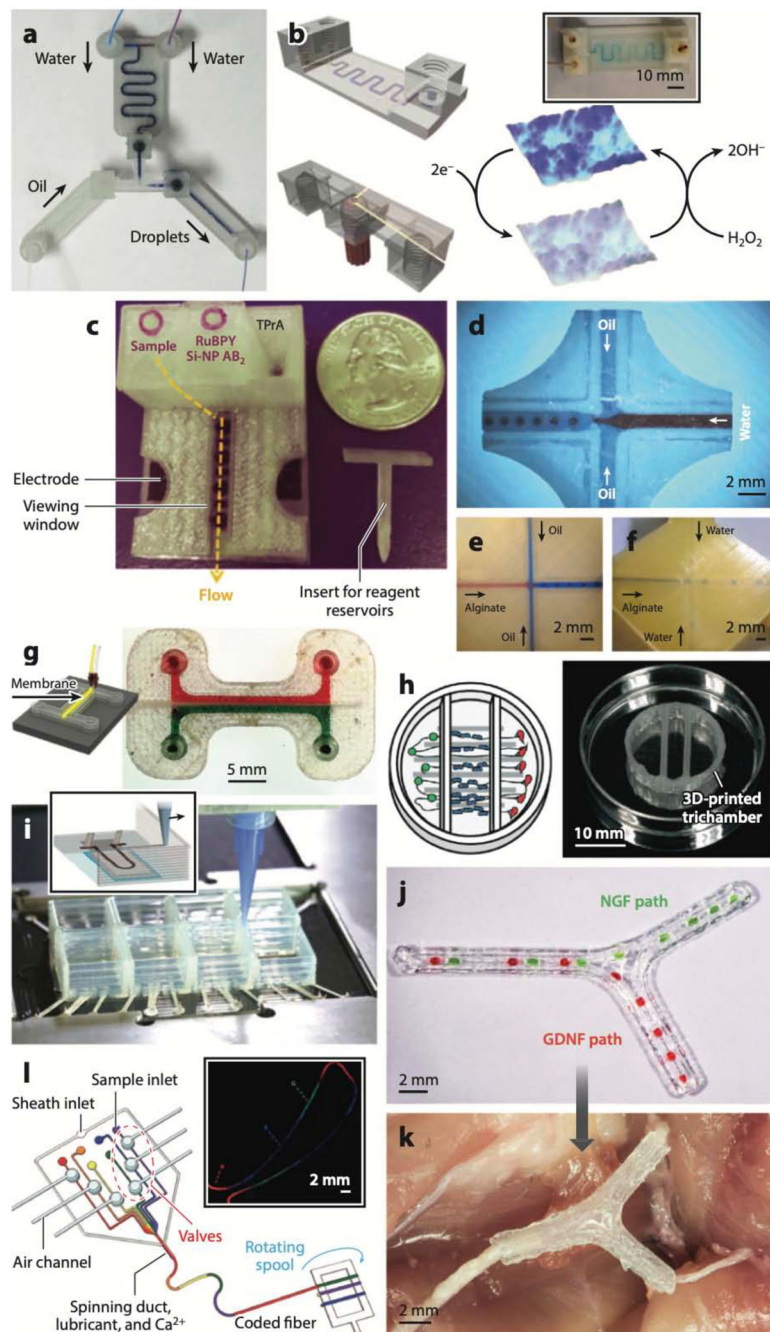 a
Water
Water
Oil
Droplets
b
10 mm
2e⁻
2OH⁻
H₂O₂
c
Sample
RuBPY
Si-NP AB₂
TPrA
Electrode
Viewing
window
Flow
Insert for reagent
reservoirs
d
Oil
Water
Oil
2 mm
e
Oil
Alginate
Oil
2 mm
f
Water
Alginate
Water
2 mm
g
Membrane
5 mm
h
3D-printed
trichamber
10 mm
i
j
NGF path
GDNF path
2 mm
k
2 mm
l
Sample inlet
Sheath inlet
Valves
Air channel
Spinning duct,
lubricant, and Ca²⁺
2 mm
Rotating
spool
Coded fiber